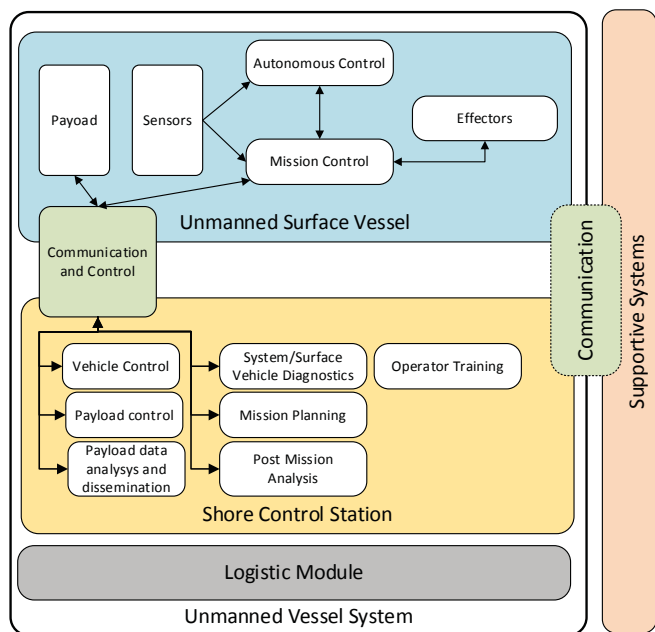 Autonomous Control
Payoad
Sensors
Effectors
Mission Control
Unmanned Surface Vessel
Communication
and Control
Communication
Supportive Systems
Vehicle Control
System/Surface
Vehicle Diagnostics
Operator Training
Payload control
Mission Planning
Payload data
analysys and
dissemination
Post Mission
Analysis
Shore Control Station
Logistic Module
Unmanned Vessel System